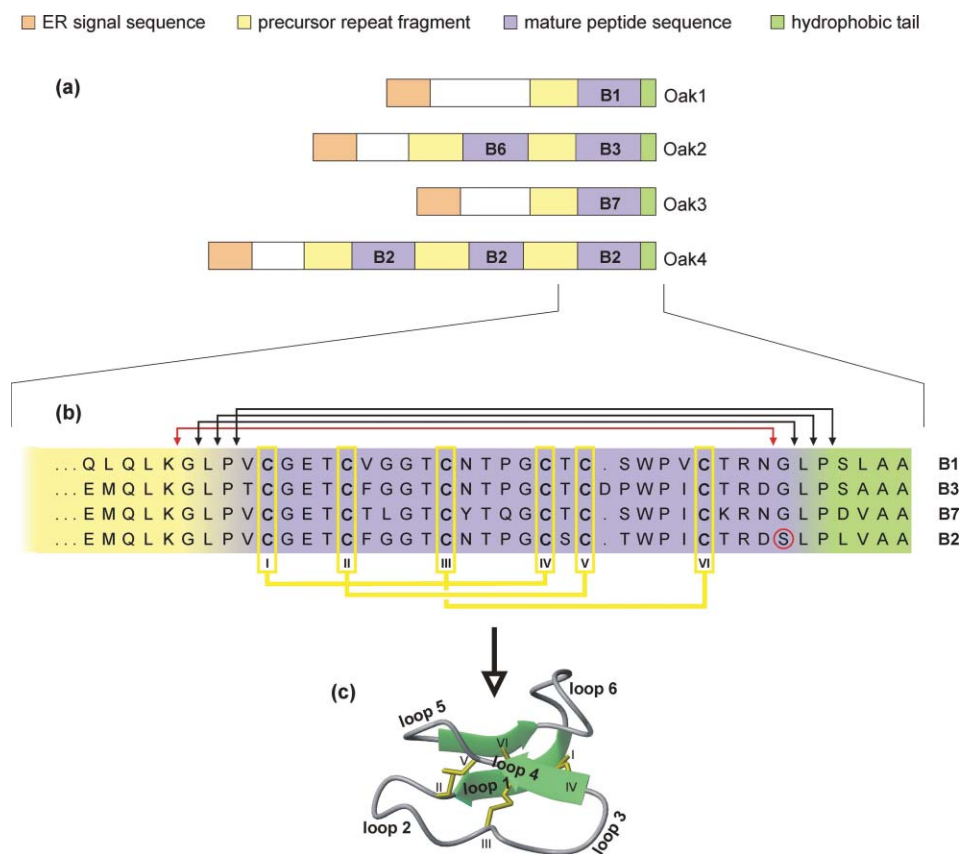 ER signal sequence precursor repeat fragment mature peptide sequence hydrophobic tail
(a)
B1 Oak1
B6 B3 Oak2
B7 Oak3
B2 B2 B2 Oak4
(b)
...QLQLKGLPVCGETCVGGTCNTPGCTC.SWPVCTRNGLPSLAA B1
...EMQLKGLPTCGETCFGGTCNTPGCTCDPWPICTRDGLPSAAA B3
...EMQLKGLPVCGETCTLGTCYTQGCTC.SWPICKRNGLPDVAA B7
...EMQLKGLPVCGETCFGGTCNTPGCSC.TWPICTRDSLPLVAA B2
I II III IV V VI
(c)
loop 6
loop 5
VI
I
V
loop 4
II
loop 1
IV
loop 2
loop 3
III